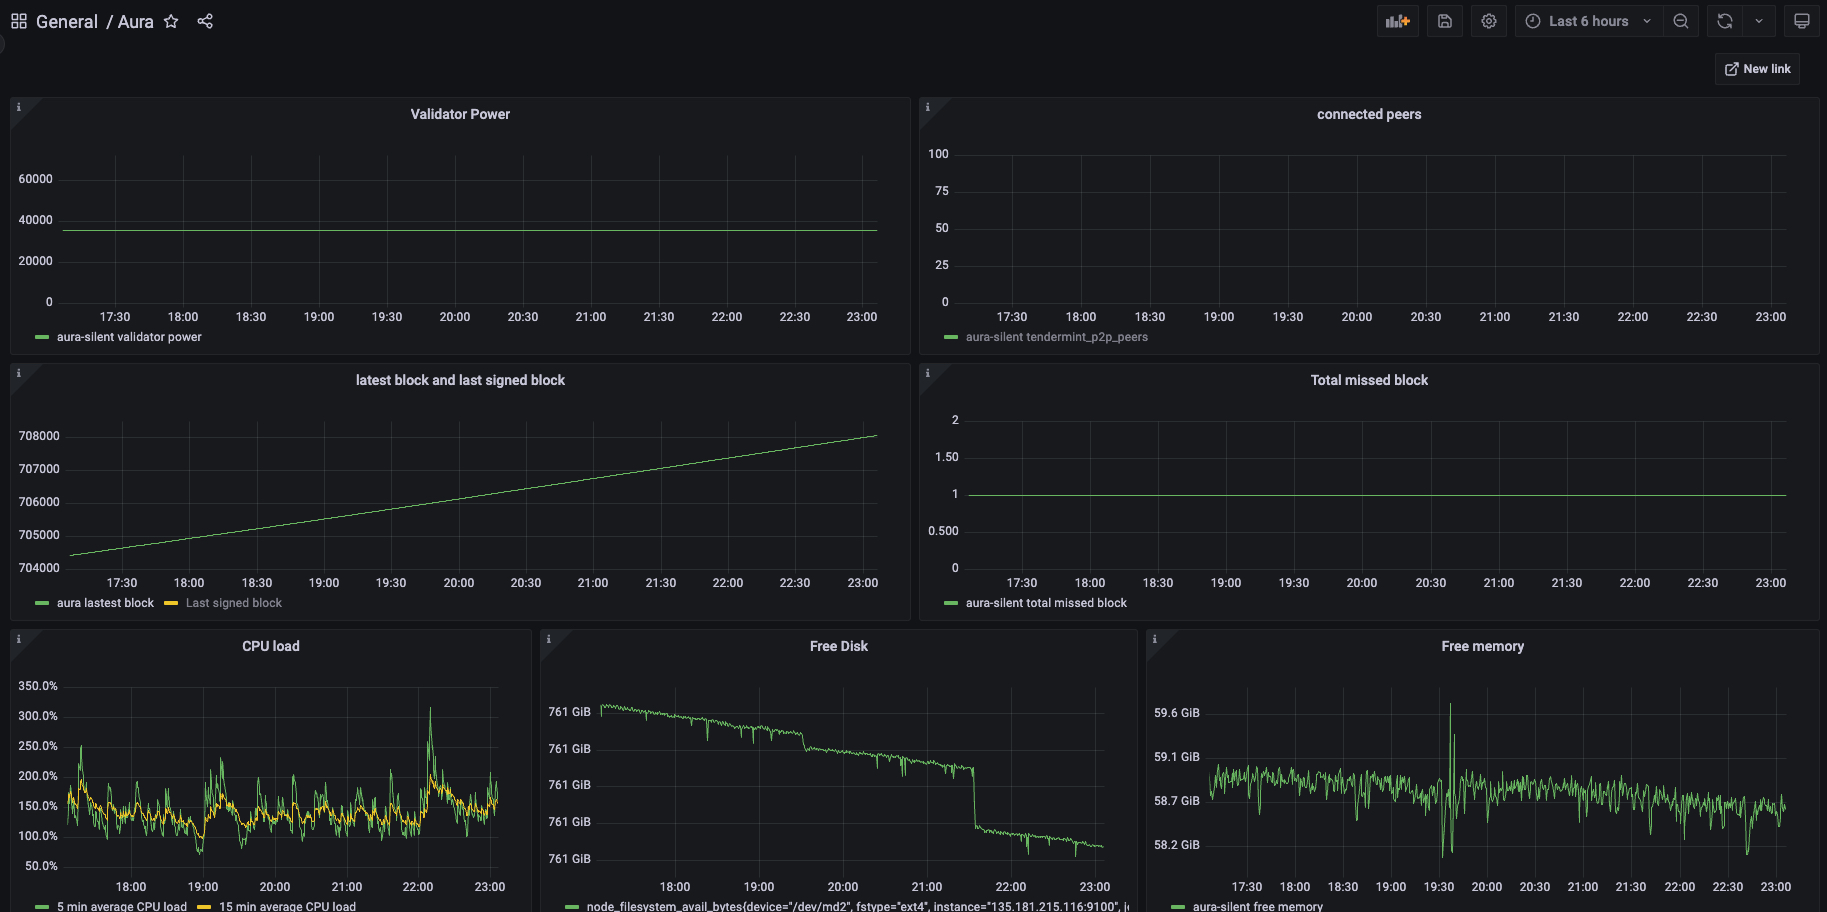 General / Aura
Last 6 hours
New link
Validator Power
60000
40000
20000
0
17:30 18:00 18:30 19:00 19:30 20:00 20:30 21:00 21:30 22:00 22:30 23:00
aura-silent validator power
connected peers
100
75
50
25
0
17:30 18:00 18:30 19:00 19:30 20:00 20:30 21:00 21:30 22:00 22:30 23:00
aura-silent tendermint_p2p_peers
latest block and last signed block
708000
707000
706000
705000
704000
17:30 18:00 18:30 19:00 19:30 20:00 20:30 21:00 21:30 22:00 22:30 23:00
aura lastest block Last signed block
Total missed block
2
1.50
1
0.500
0
17:30 18:00 18:30 19:00 19:30 20:00 20:30 21:00 21:30 22:00 22:30 23:00
aura-silent total missed block
CPU load
350.0%
300.0%
250.0%
200.0%
150.0%
100.0%
50.0%
18:00 19:00 20:00 21:00 22:00 23:00
5 min average CPU load 15 min average CPU load
Free Disk
761 GiB
761 GiB
761 GiB
761 GiB
761 GiB
18:00 19:00 20:00 21:00 22:00 23:00
node_filesystem_avail_bytes{device="/dev/md2", fstype="ext4", instance="135.181.215.116:9100",
Free memory
59.6 GiB
59.1 GiB
58.7 GiB
58.2 GiB
17:30 18:00 18:30 19:00 19:30 20:00 20:30 21:00 21:30 22:00 22:30 23:00
aura-silent free memory